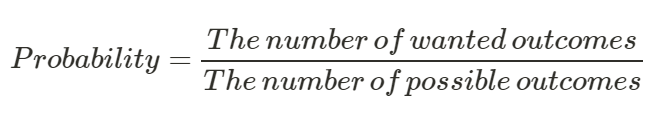 Probability = The number of wanted outcomes
The number of possible outcomes